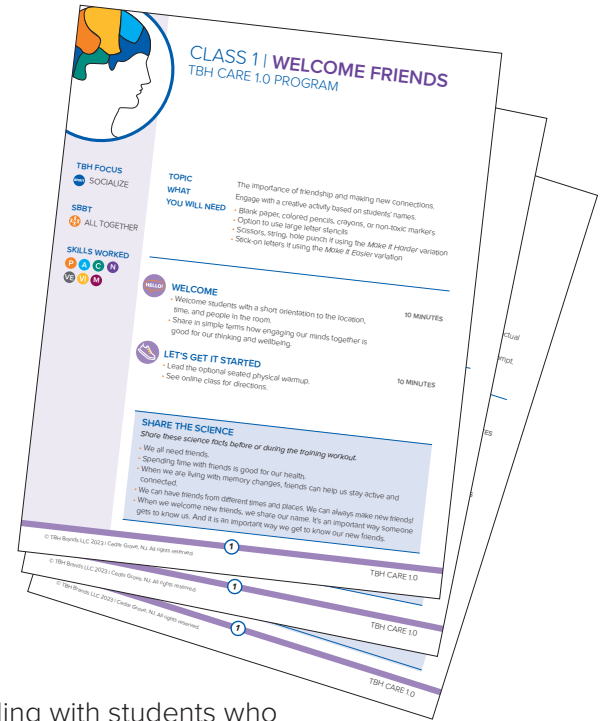 CLASS 1 | WELCOME FRIENDS
TBH CARE 1.0 PROGRAM
TBH FOCUS
SOCIALIZE
SBBT
ALL TOGETHER
SKILLS WORKED
P A C N
VE VI M
TOPIC The importance of friendship and making new connections.
WHAT Engage with a creative activity based on students' names.
YOU WILL NEED • Blank paper, colored pencils, crayons, or non-toxic markers
• Option to use large letter stencils
• Scissors, string, hole punch if using the Make It Harder variation
• Stick-on letters if using the Make It Easier variation
HELLO!
WELCOME 10 MINUTES
• Welcome students with a short orientation to the location,
time, and people in the room.
• Share in simple terms how engaging our minds together is
good for our thinking and wellbeing.
LET'S GET IT STARTED 10 MINUTES
• Lead the optional seated physical warmup.
• See online class for directions.
SHARE THE SCIENCE
Share these science facts before or during the training workout.
• We all need friends.
• Spending time with friends is good for our health.
• When we are living with memory changes, friends can help us stay active and
connected.
• We can have friends from different times and places. We can always make new friends!
• When we welcome new friends, we share our name. It's an important way someone
gets to know us. And it is an important way we get to know our new friends.
© TBH Brands LLC 2023 | Cedar Grove, NJ. All rights reserved. 1 TBH CARE 1.0
© TBH Brands LLC 2023 | Cedar Grove, NJ. All rights reserved. 1 TBH CARE 1.0
© TBH Brands LLC 2023 | Cedar Grove, NJ. All rights reserved. 1 TBH CARE 1.0
with students who